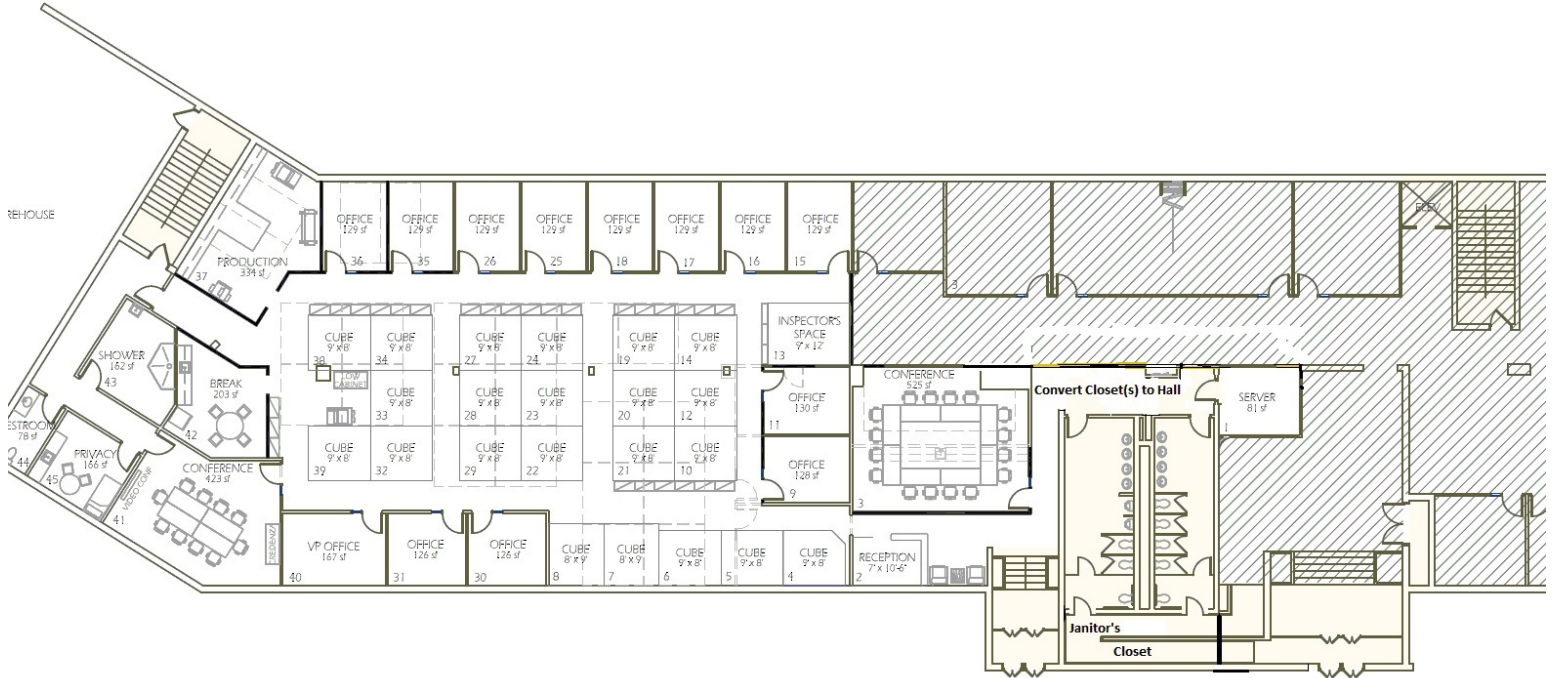 REHOUSE
PRODUCTION
334 sf
37
OFFICE
129 sf
36
OFFICE
129 sf
35
OFFICE
129 sf
26
OFFICE
129 sf
25
OFFICE
129 sf
18
OFFICE
129 sf
17
OFFICE
129 sf
16
OFFICE
129 sf
15
3
ELEV
SHOWER
162 sf
43
BREAK
203 sf
42
CUBE
9' x 8'
38
CUBE
9' x 8'
34
CUBE
9' x 8'
27
CUBE
9' x 8'
24
CUBE
9' x 8'
19
CUBE
9' x 8'
14
INSPECTOR'S
SPACE
9' x 12'
13
LOW
CABINET
CUBE
9' x 8'
33
CUBE
9' x 8'
28
CUBE
9' x 8'
23
CUBE
9' x 8'
20
CUBE
9' x 8'
12
OFFICE
130 sf
11
CONFERENCE
525 sf
3
Convert Closet(s) to Hall
SERVER
81 sf
1
ESTROOM
78 sf
44
PRIVACY
166 sf
45
CONFERENCE
423 sf
VIDEO CONF
41
CREDENZA
CUBE
9' x 8'
39
CUBE
9' x 8'
32
CUBE
9' x 8'
29
CUBE
9' x 8'
22
CUBE
9' x 8'
21
CUBE
9' x 8'
10
OFFICE
128 sf
9
VP OFFICE
167 sf
40
OFFICE
126 sf
31
OFFICE
126 sf
30
CUBE
8' x 9'
8
CUBE
8' x 9'
7
CUBE
9' x 8'
6
CUBE
9' x 8'
5
CUBE
9' x 8'
4
RECEPTION
7' x 10'-6"
2
Janitor's
Closet